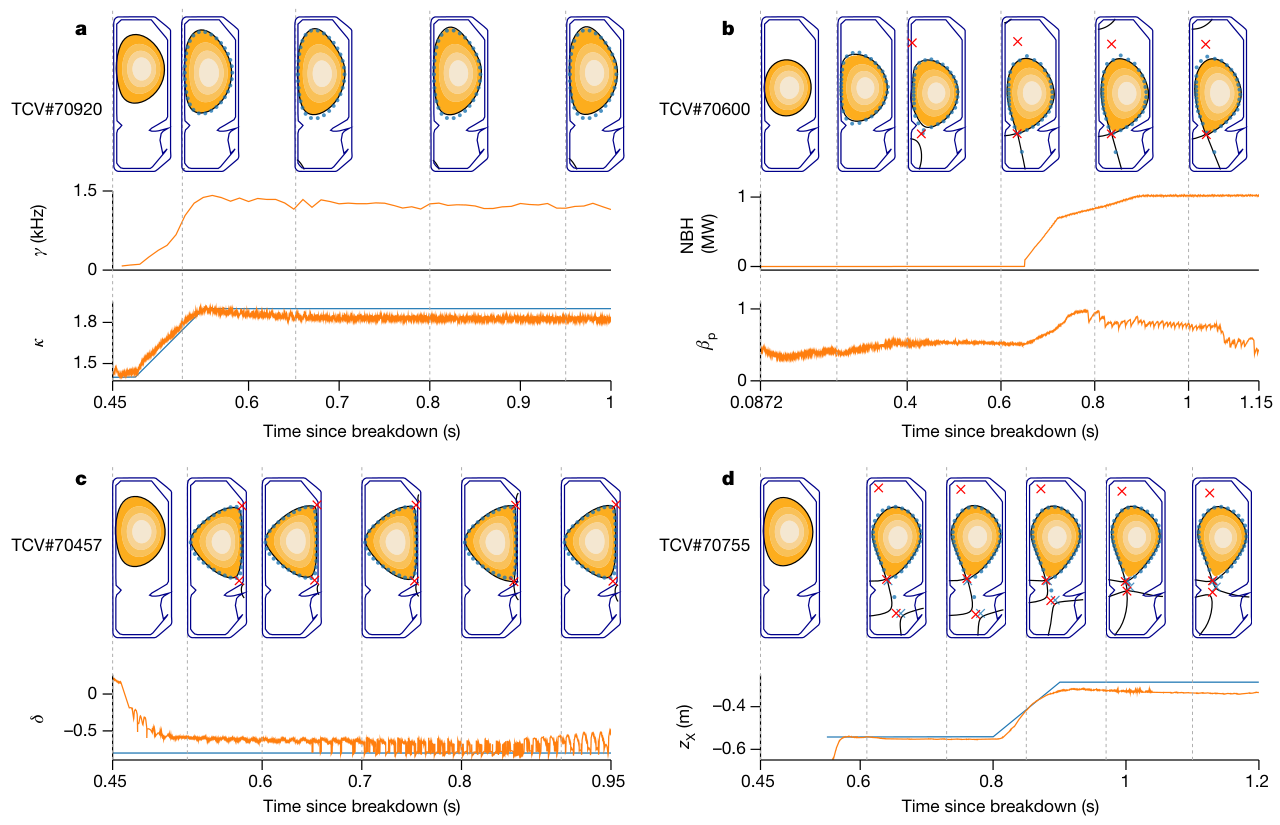 a
TCV#70920
1.5
0
γ (kHz)
1.8
1.5
κ
0.45
0.6
0.7
0.8
0.9
1
Time since breakdown (s)
b
TCV#70600
1
0
NBH
(MW)
1
0
βp
0.0872
0.4
0.6
0.8
1
1.15
Time since breakdown (s)
c
TCV#70457
0
−0.5
δ
0.45
0.6
0.7
0.8
0.95
Time since breakdown (s)
d
TCV#70755
−0.4
−0.6
zX (m)
0.45
0.6
0.8
1
1.2
Time since breakdown (s)